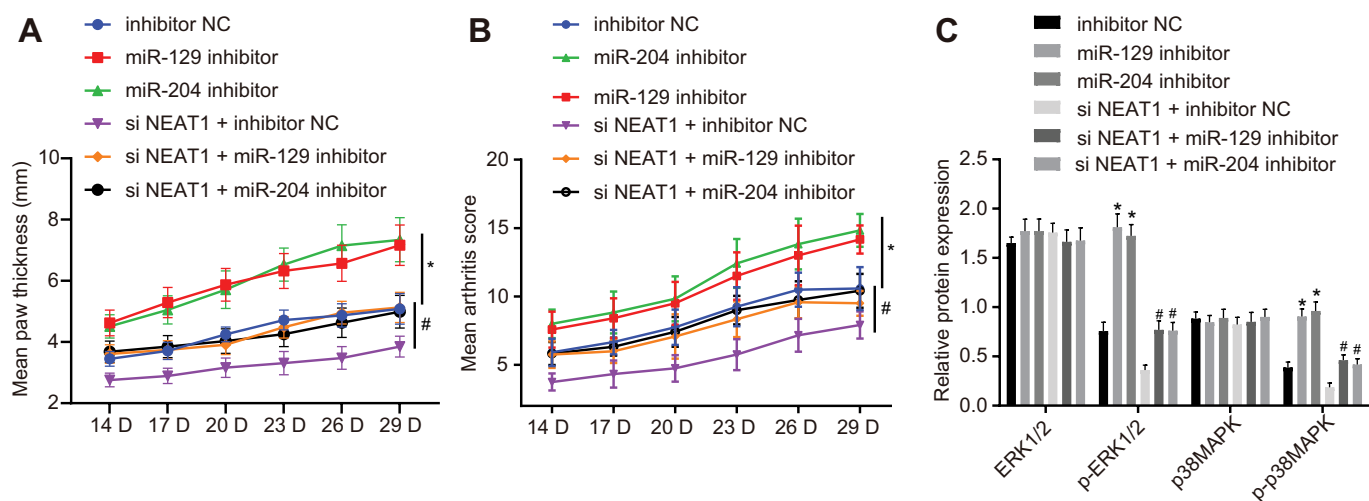 A
inhibitor NC
miR-129 inhibitor
miR-204 inhibitor
si NEAT1 + inhibitor NC
si NEAT1 + miR-129 inhibitor
si NEAT1 + miR-204 inhibitor
Mean paw thickness (mm)
10
8
6
4
2
14 D 17 D 20 D 23 D 26 D 29 D
*
#
B
inhibitor NC
miR-204 inhibitor
miR-129 inhibitor
si NEAT1 + inhibitor NC
si NEAT1 + miR-129 inhibitor
si NEAT1 + miR-204 inhibitor
Mean arthritis score
20
15
10
5
14 D 17 D 20 D 23 D 26 D 29 D
*
#
C
inhibitor NC
miR-129 inhibitor
miR-204 inhibitor
si NEAT1 + inhibitor NC
si NEAT1 + miR-129 inhibitor
si NEAT1 + miR-204 inhibitor
Relative protein expression
2.5
2.0
1.5
1.0
0.5
0.0
* *
# #
* *
# #
ERK1/2
p-ERK1/2
p38MAPK
p-p38MAPK